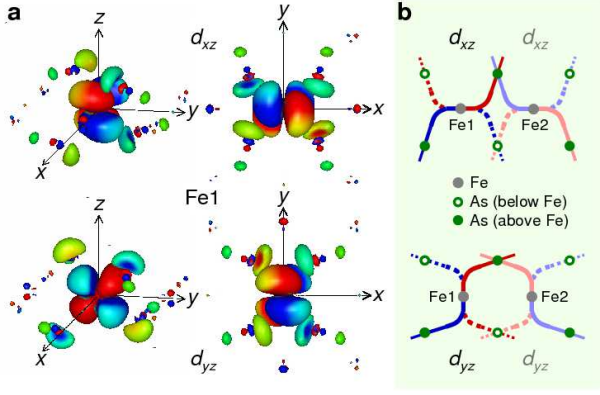 a
z
y
x
d_xz
y
x
Fe1
z
y
x
y
x
d_yz
b
d_xz d_xz
Fe1 Fe2
Fe
As (below Fe)
As (above Fe)
Fe1 Fe2
d_yz d_yz